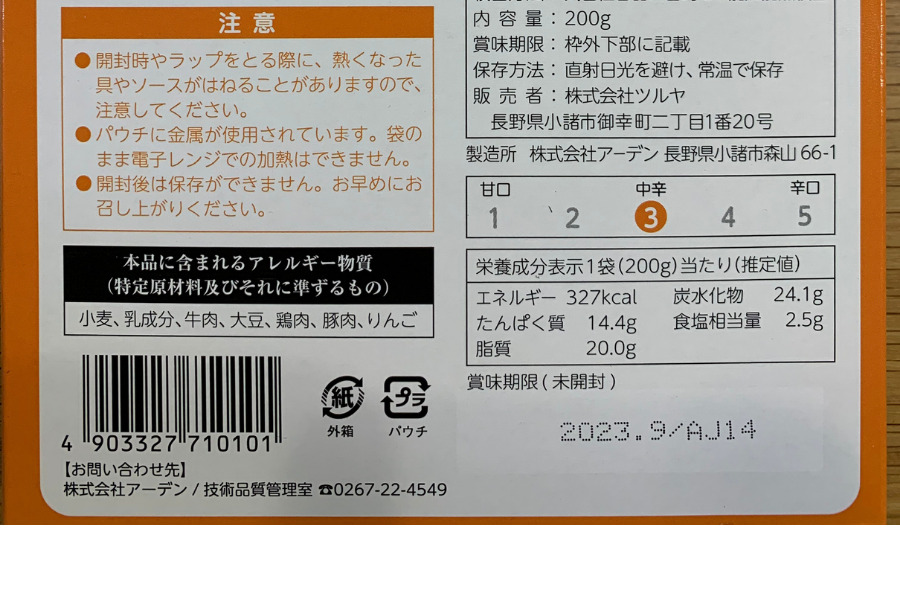 注意
●開封時やラップをとる際に、熱くなった
具やソースがはねることがありますので、
注意してください。
●パウチに金属が使用されています。袋の
まま電子レンジでの加熱はできません。
●開封後は保存ができません。お早めにお
召し上がりください。
本品に含まれるアレルギー物質
(特定原材料及びそれに準ずるもの)
小麦、乳成分、牛肉、大豆、鶏肉、豚肉、りんご
4 903327 710101
紙
外箱
プラ
パウチ
【お問い合わせ先】
株式会社アーデン / 技術品質管理室 ☎0267-22-4549
内容量：200g
賞味期限：枠外下部に記載
保存方法：直射日光を避け、常温で保存
販売者：株式会社ツルヤ
長野県小諸市御幸町二丁目1番20号
製造所 株式会社アーデン 長野県小諸市森山 66-1
甘口 中辛 辛口
1 2 3 4 5
栄養成分表示1袋(200g)当たり(推定値)
エネルギー 327kcal 炭水化物 24.1g
たんぱく質 14.4g 食塩相当量 2.5g
脂質 20.0g
賞味期限(未開封)
2023.9/AJ14